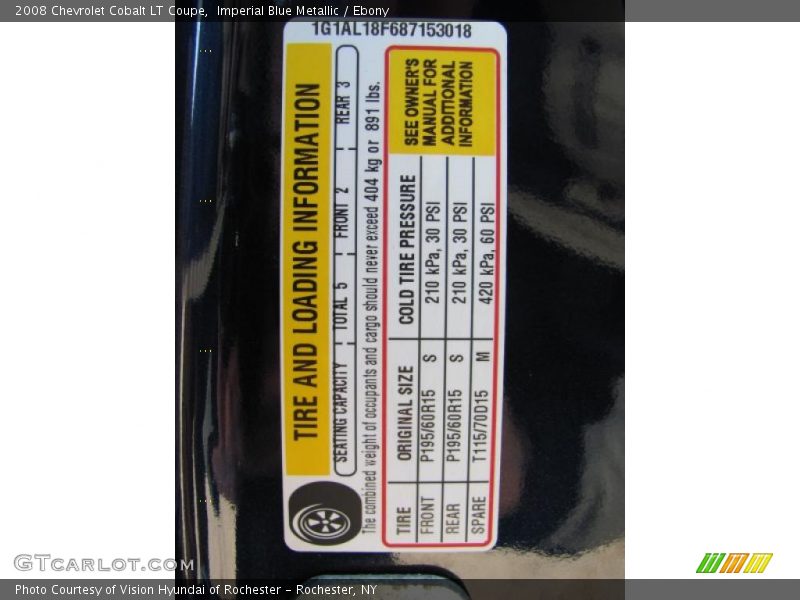 2008 Chevrolet Cobalt LT Coupe,  Imperial Blue Metallic / Ebony
1G1AL18F687153018
TIRE AND LOADING INFORMATION
SEATING CAPACITY TOTAL 5 FRONT 2 REAR 3
The combined weight of occupants and cargo should never exceed 404 kg or 891 lbs.
TIRE ORIGINAL SIZE COLD TIRE PRESSURE
FRONT P195/60R15 S 210 kPa, 30 PSI
REAR P195/60R15 S 210 kPa, 30 PSI
SPARE T115/70D15 M 420 kPa, 60 PSI
SEE OWNER'S
MANUAL FOR
ADDITIONAL
INFORMATION
GTCarLot.com
Photo Courtesy of Vision Hyundai of Rochester – Rochester, NY